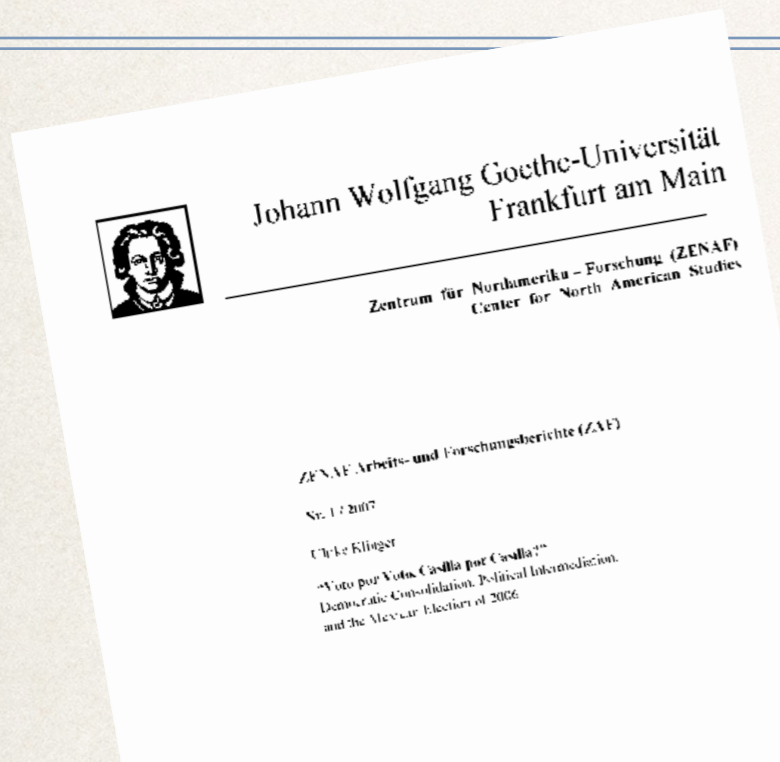 Johann Wolfgang Goethe-Universität
Frankfurt am Main
Zentrum für Nordamerika – Forschung (ZENAF)
Center for North American Studies
ZENAF Arbeits- und Forschungsberichte (ZAF)
Nr. 1 / 2007
Ulrike Klinger
"Voto por Voto, Casilla por Casilla?"
Democratic Consolidation, Political Intermediation,
and the Mexican Election of 2006